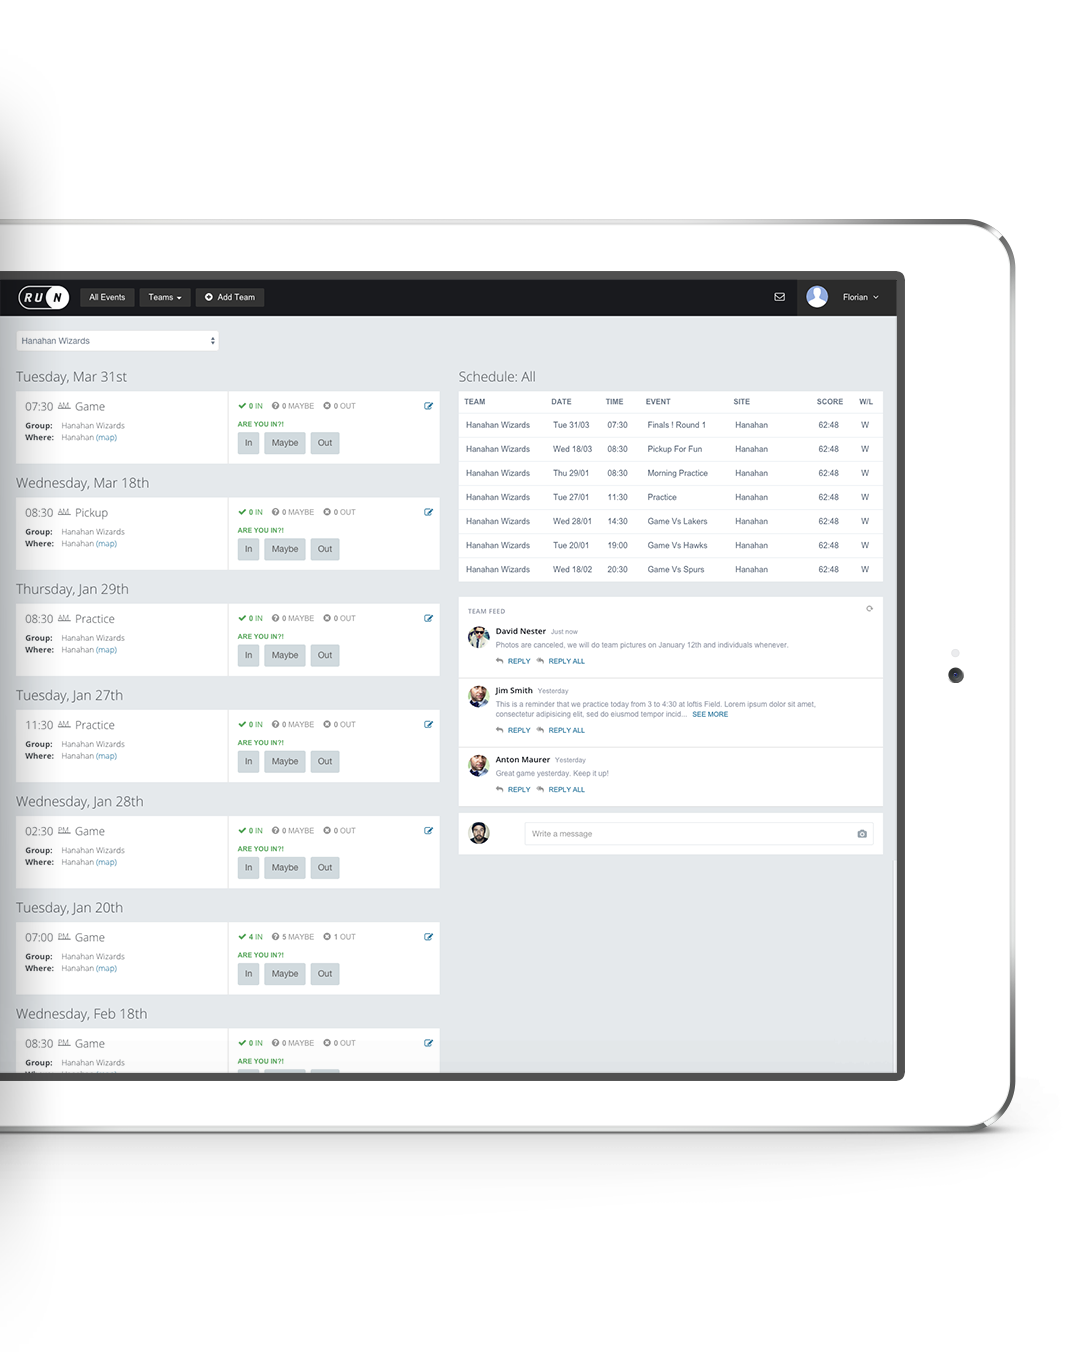 RUN All Events Teams Add Team Florian
Hanahan Wizards
Tuesday, Mar 31st
07:30 AM Game
Group: Hanahan Wizards
Where: Hanahan (map)
0 IN 0 MAYBE 0 OUT
ARE YOU IN?!
In Maybe Out
Wednesday, Mar 18th
08:30 AM Pickup
Group: Hanahan Wizards
Where: Hanahan (map)
0 IN 0 MAYBE 0 OUT
ARE YOU IN?!
In Maybe Out
Thursday, Jan 29th
08:30 AM Practice
Group: Hanahan Wizards
Where: Hanahan (map)
0 IN 0 MAYBE 0 OUT
ARE YOU IN?!
In Maybe Out
Tuesday, Jan 27th
11:30 AM Practice
Group: Hanahan Wizards
Where: Hanahan (map)
0 IN 0 MAYBE 0 OUT
ARE YOU IN?!
In Maybe Out
Wednesday, Jan 28th
02:30 PM Game
Group: Hanahan Wizards
Where: Hanahan (map)
0 IN 0 MAYBE 0 OUT
ARE YOU IN?!
In Maybe Out
Tuesday, Jan 20th
07:00 PM Game
Group: Hanahan Wizards
Where: Hanahan (map)
4 IN 5 MAYBE 1 OUT
ARE YOU IN?!
In Maybe Out
Wednesday, Feb 18th
08:30 PM Game
Group: Hanahan Wizards
0 IN 0 MAYBE 0 OUT
ARE YOU IN?!
Schedule: All
TEAM DATE TIME EVENT SITE SCORE W/L
Hanahan Wizards Tue 31/03 07:30 Finals ! Round 1 Hanahan 62:48 W
Hanahan Wizards Wed 18/03 08:30 Pickup For Fun Hanahan 62:48 W
Hanahan Wizards Thu 29/01 08:30 Morning Practice Hanahan 62:48 W
Hanahan Wizards Tue 27/01 11:30 Practice Hanahan 62:48 W
Hanahan Wizards Wed 28/01 14:30 Game Vs Lakers Hanahan 62:48 W
Hanahan Wizards Tue 20/01 19:00 Game Vs Hawks Hanahan 62:48 W
Hanahan Wizards Wed 18/02 20:30 Game Vs Spurs Hanahan 62:48 W
TEAM FEED
David Nester Just now
Photos are canceled, we will do team pictures on January 12th and individuals whenever.
REPLY REPLY ALL
Jim Smith Yesterday
This is a reminder that we practice today from 3 to 4:30 at loftis Field. Lorem ipsum dolor sit amet,
consectetur adipisicing elit, sed do eiusmod tempor incid... SEE MORE
REPLY REPLY ALL
Anton Maurer Yesterday
Great game yesterday. Keep it up!
REPLY REPLY ALL
Write a message